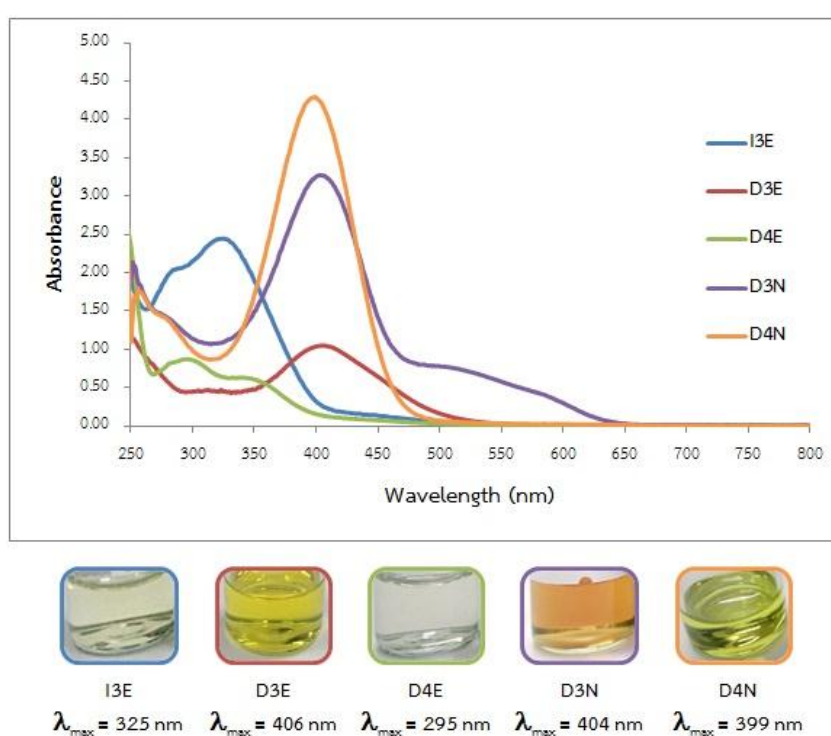 5.00
4.50
4.00
3.50
3.00
2.50
2.00
1.50
1.00
0.50
0.00
Absorbance
250 300 350 400 450 500 550 600 650 700 750 800
Wavelength (nm)
I3E
D3E
D4E
D3N
D4N
I3E D3E D4E D3N D4N
λmax = 325 nm λmax = 406 nm λmax = 295 nm λmax = 404 nm λmax = 399 nm